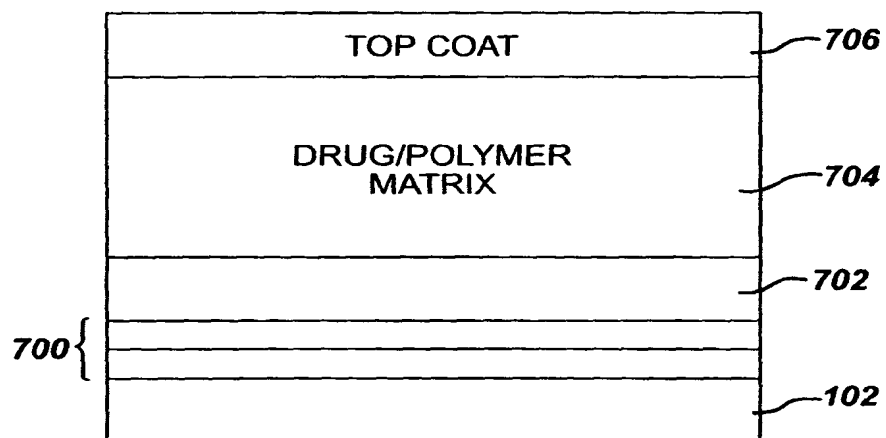 TOP COAT
706
DRUG/POLYMER
MATRIX
704
702
700
102